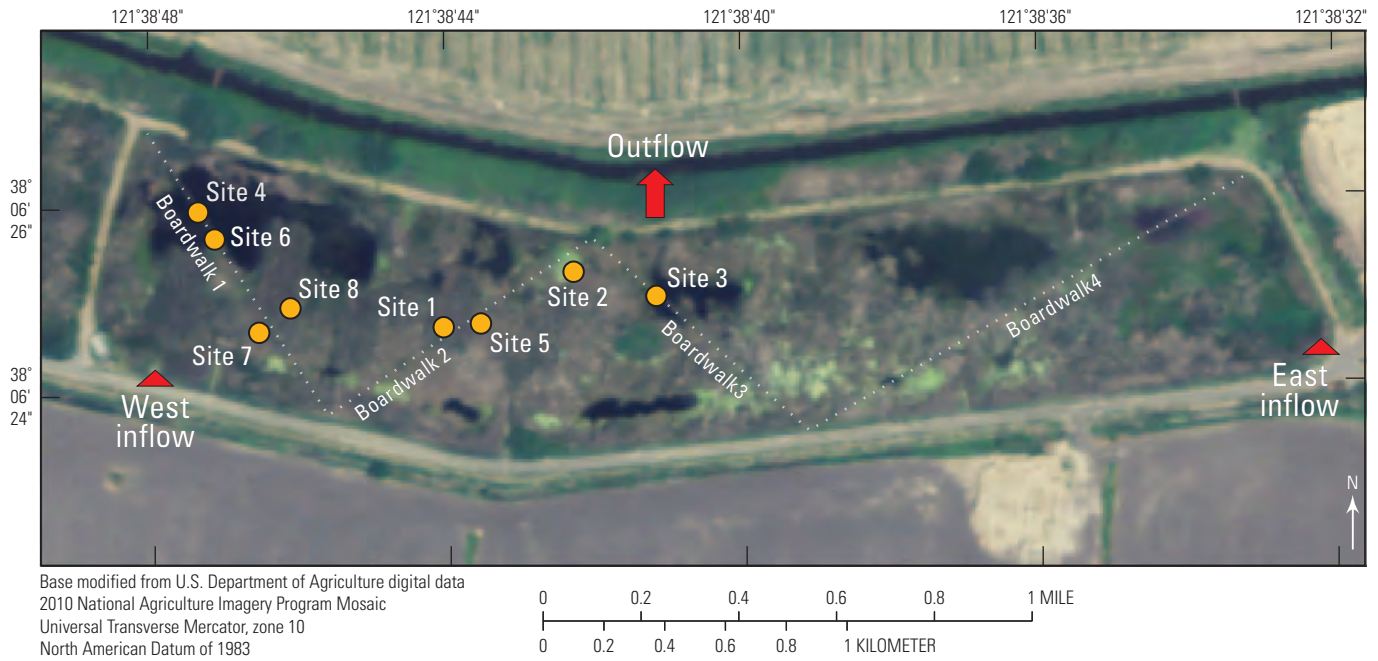 121°38'48" 121°38'44" 121°38'40" 121°38'36" 121°38'32"
Outflow
38°
06'
26"
Site 4
Boardwalk 1
Site 6
Site 8
Site 7
Site 1
Site 5
Site 2
Site 3
Boardwalk 2
Boardwalk3
Boardwalk4
38°
06'
24"
West
inflow
East
inflow
N
Base modified from U.S. Department of Agriculture digital data
2010 National Agriculture Imagery Program Mosaic
Universal Transverse Mercator, zone 10
North American Datum of 1983
0 0.2 0.4 0.6 0.8 1 MILE
0 0.2 0.4 0.6 0.8 1 KILOMETER